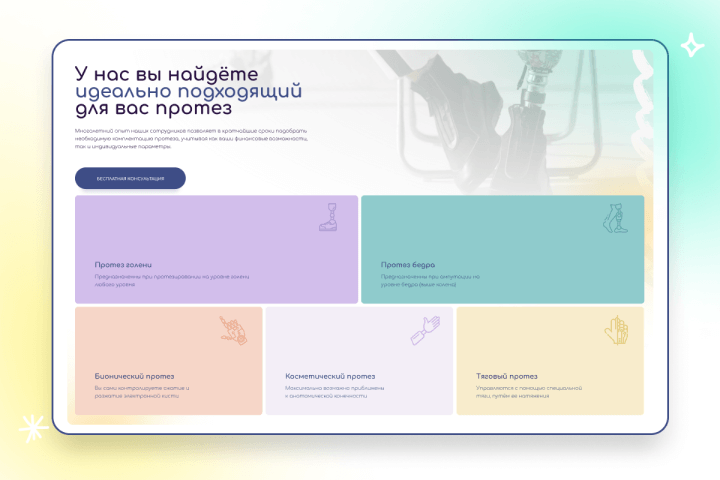 У нас вы найдёте
идеально подходящий
для вас протез
Многолетний опыт наших сотрудников позволяет в кратчайшие сроки подобрать
необходимую комплектацию протеза, учитывая как ваши финансовые возможности,
так и индивидуальные параметры.
БЕСПЛАТНАЯ КОНСУЛЬТАЦИЯ
Протез голени
Предназначены при протезировании на уровне голени
любого уровня
Протез бедра
Предназначены при ампутации на
уровне бедра (выше колена)
Бионический протез
Вы сами контролируете сжатие и
разжатие электронной кисти
Косметический протез
Максимально возможно приближены
к анатомической конечности
Тяговый протез
Управляется с помощью специальной
тяги, путём её натяжения